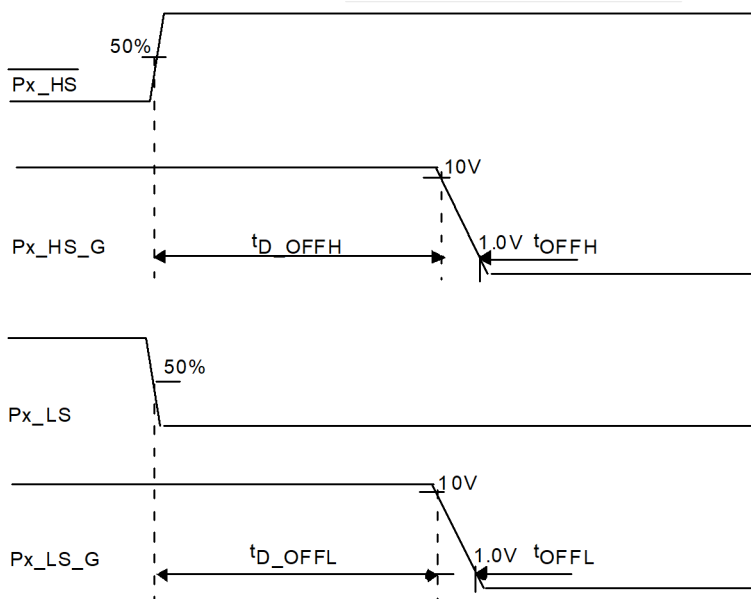 50%
Px_HS
10V
Px_HS_G
tD_OFFH
1.0V
tOFFH
50%
Px_LS
10V
Px_LS_G
tD_OFFL
1.0V
tOFFL